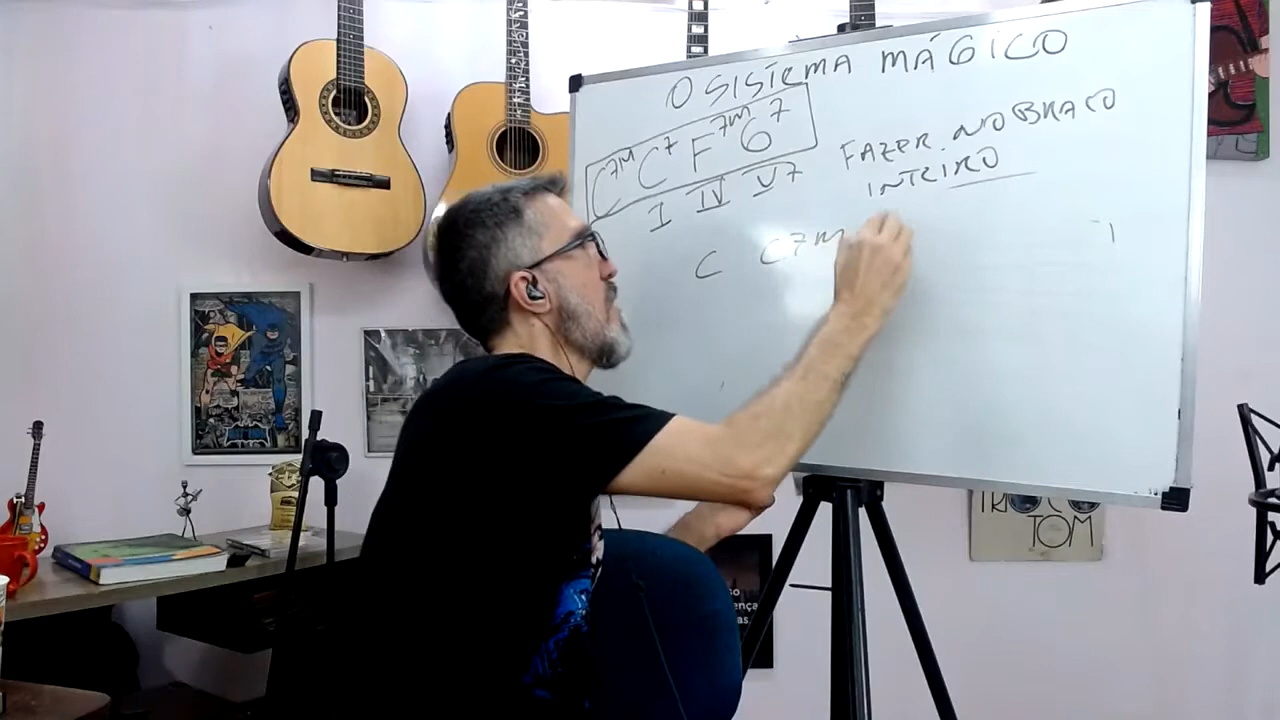 O SISTEMA MÁGICO
C7M C7 F7M G7
I IV V7
FAZER NO BRAÇO
INTEIRO
C C7M
TOM